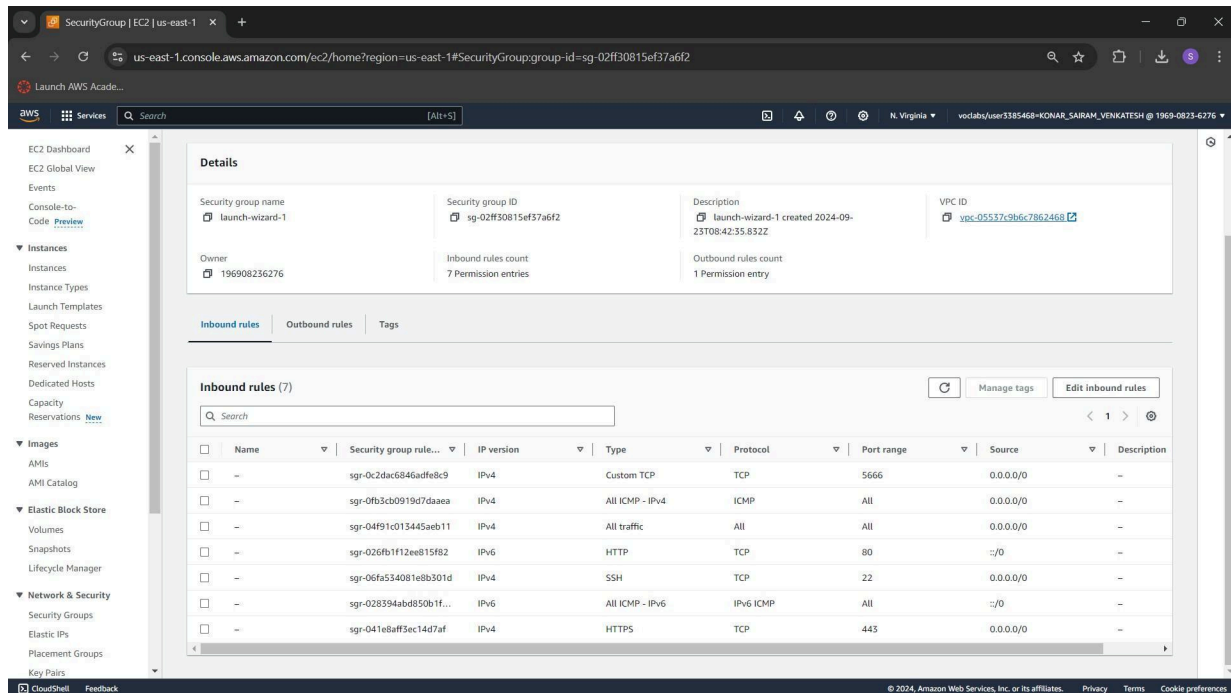 SecurityGroup | EC2 | us-east-1
us-east-1.console.aws.amazon.com/ec2/home?region=us-east-1#SecurityGroup:group-id=sg-02ff30815ef37a6f2
S
Launch AWS Acade...
aws Services Search [Alt+S] N. Virginia voclabs/user3385468=KONAR_SAIRAM_VENKATESH @ 1969-0823-6276
EC2 Dashboard
EC2 Global View
Events
Console-to-
Code Preview
Instances
Instances
Instance Types
Launch Templates
Spot Requests
Savings Plans
Reserved Instances
Dedicated Hosts
Capacity
Reservations New
Images
AMIs
AMI Catalog
Elastic Block Store
Volumes
Snapshots
Lifecycle Manager
Network & Security
Security Groups
Elastic IPs
Placement Groups
Key Pairs
Details
Security group name
launch-wizard-1
Security group ID
sg-02ff30815ef37a6f2
Description
launch-wizard-1 created 2024-09-
23T08:42:35.832Z
VPC ID
vpc-05537c9b6c7862468
Owner
196908236276
Inbound rules count
7 Permission entries
Outbound rules count
1 Permission entry
Inbound rules Outbound rules Tags
Inbound rules (7) Manage tags Edit inbound rules
Search 1
Name Security group rule... IP version Type Protocol Port range Source Description
– sgr-0c2dac6846adfe8c9 IPv4 Custom TCP TCP 5666 0.0.0.0/0 –
– sgr-0fb3cb0919d7daaea IPv4 All ICMP - IPv4 ICMP All 0.0.0.0/0 –
– sgr-04f91c013445aeb11 IPv4 All traffic All All 0.0.0.0/0 –
– sgr-026fb1f12ee815f82 IPv6 HTTP TCP 80 ::/0 –
– sgr-06fa534081e8b301d IPv4 SSH TCP 22 0.0.0.0/0 –
– sgr-028394abd850b1f... IPv6 All ICMP - IPv6 IPv6 ICMP All ::/0 –
– sgr-041e8aff3ec14d7af IPv4 HTTPS TCP 443 0.0.0.0/0 –
CloudShell Feedback © 2024, Amazon Web Services, Inc. or its affiliates. Privacy Terms Cookie preferences